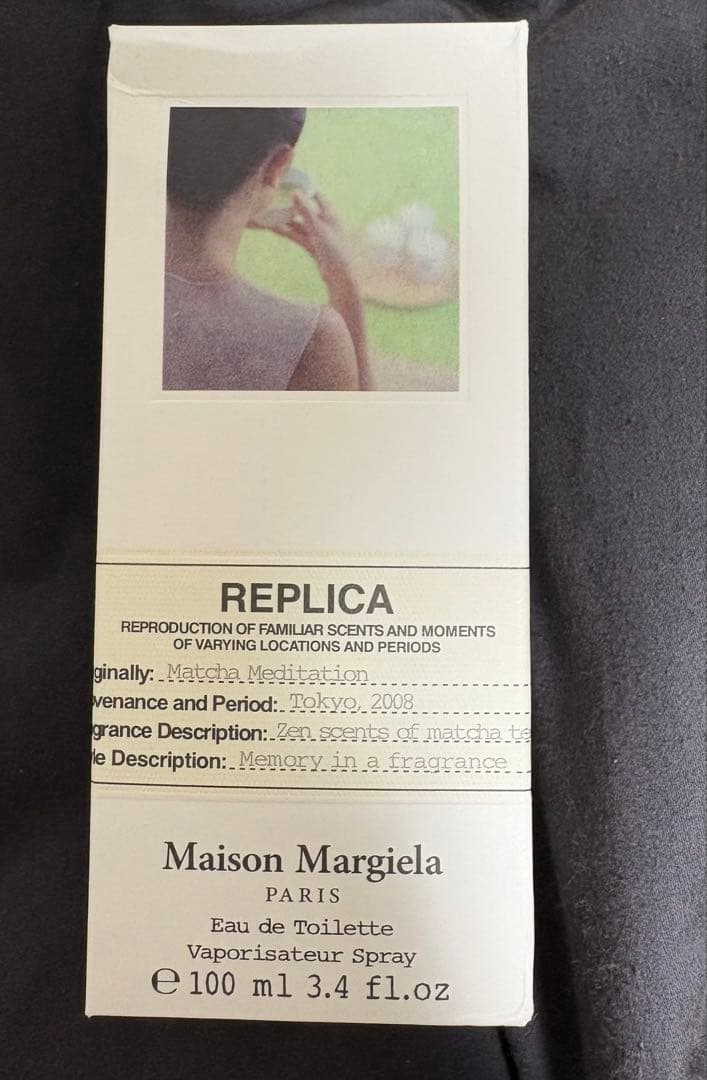 REPLICA
REPRODUCTION OF FAMILIAR SCENTS AND MOMENTS
OF VARYING LOCATIONS AND PERIODS
ginally: Matcha Meditation
venance and Period: Tokyo, 2008
grance Description: Zen scents of matcha te
le Description: Memory in a fragrance
Maison Margiela
PARIS
Eau de Toilette
Vaporisateur Spray
℮ 100 ml 3.4 fl.oz